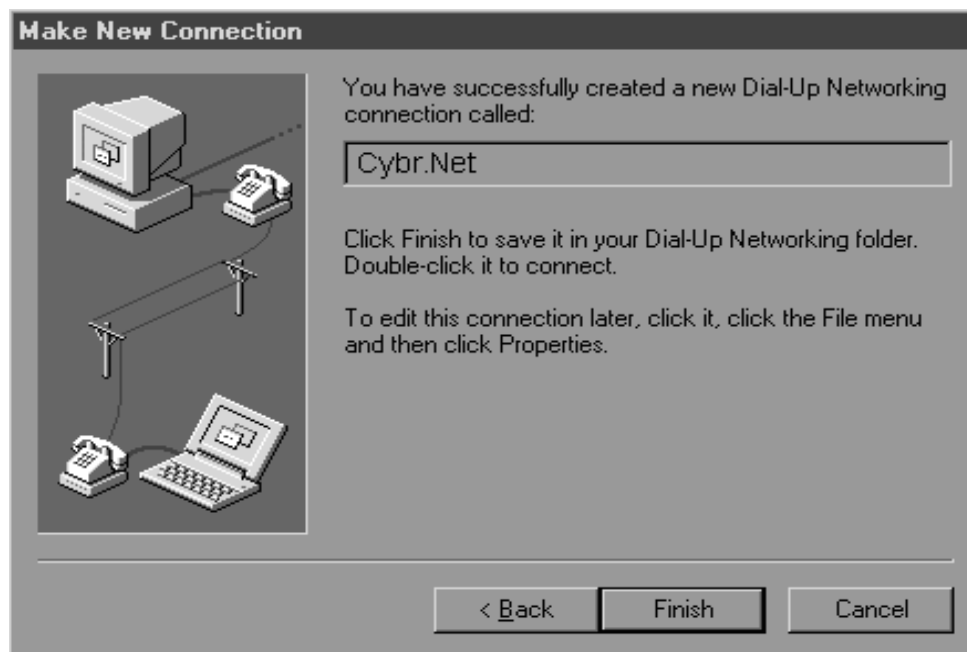 Make New Connection
You have successfully created a new Dial-Up Networking
connection called:
Cybr.Net
Click Finish to save it in your Dial-Up Networking folder.
Double-click it to connect.
To edit this connection later, click it, click the File menu
and then click Properties.
< Back
Finish
Cancel